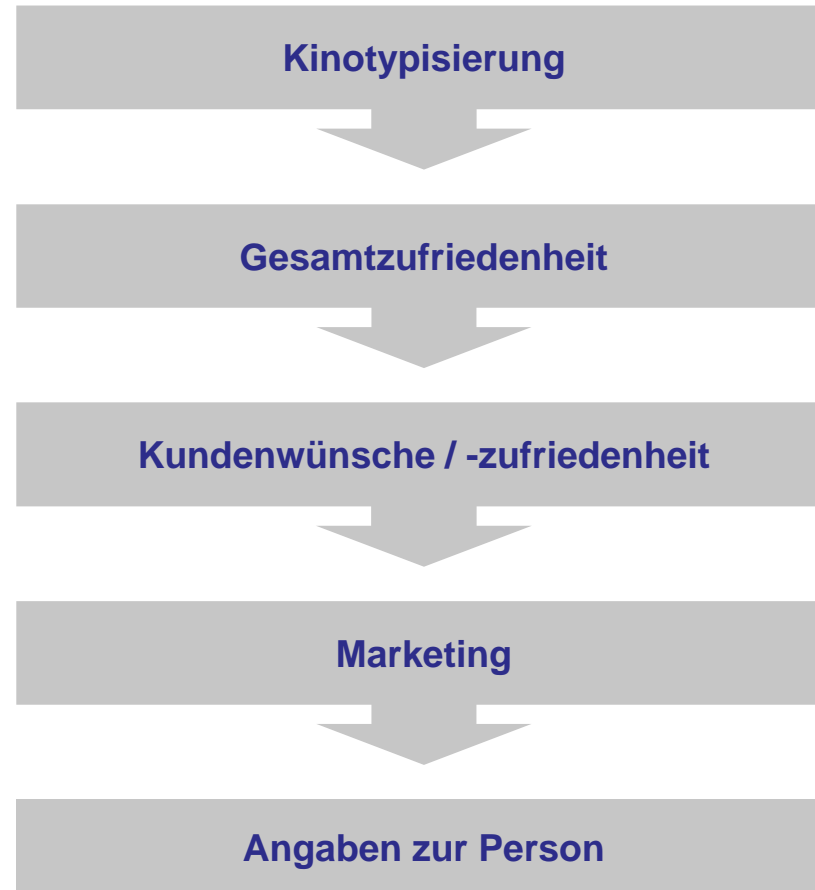 Kinotypisierung
Gesamtzufriedenheit
Kundenwünsche / -zufriedenheit
Marketing
Angaben zur Person